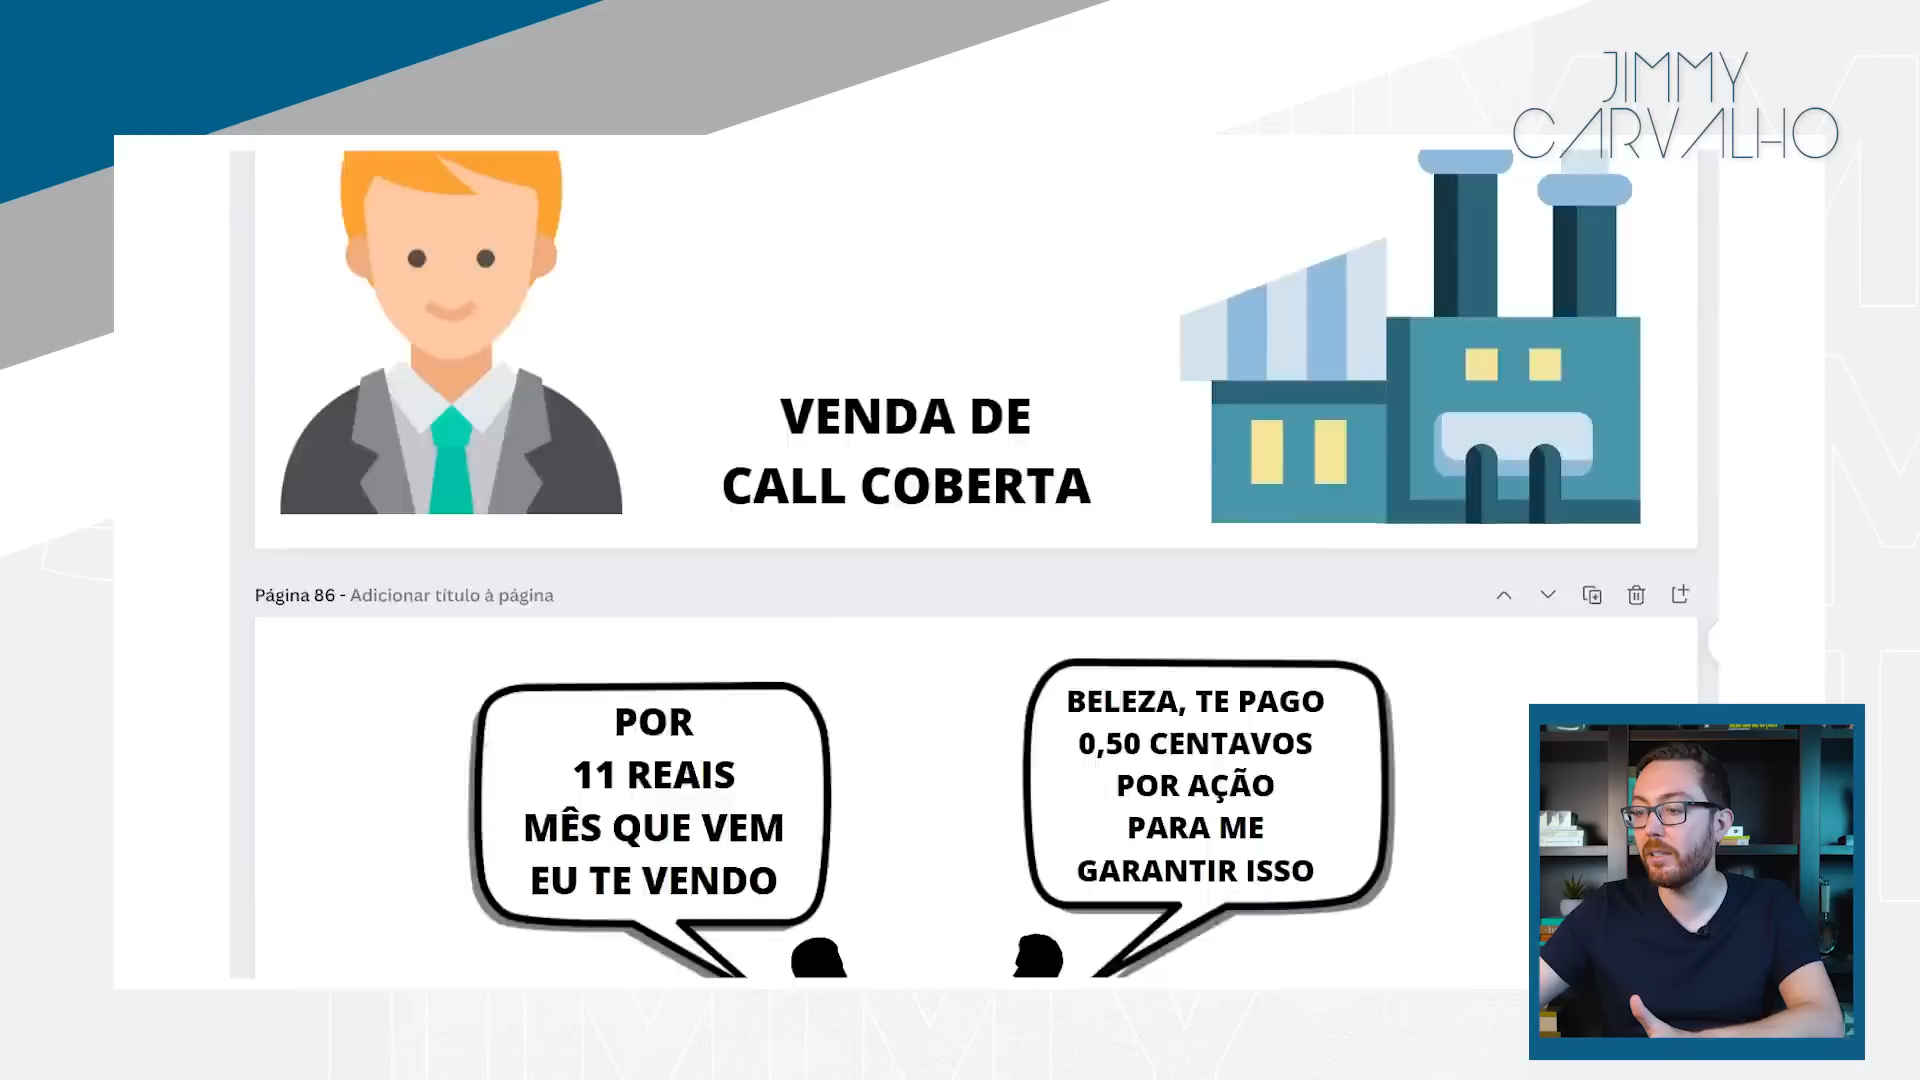 JIMMY
CARVALHO
VENDA DE
CALL COBERTA
Página 86 - Adicionar título à página
POR
11 REAIS
MÊS QUE VEM
EU TE VENDO
BELEZA, TE PAGO
0,50 CENTAVOS
POR AÇÃO
PARA ME
GARANTIR ISSO